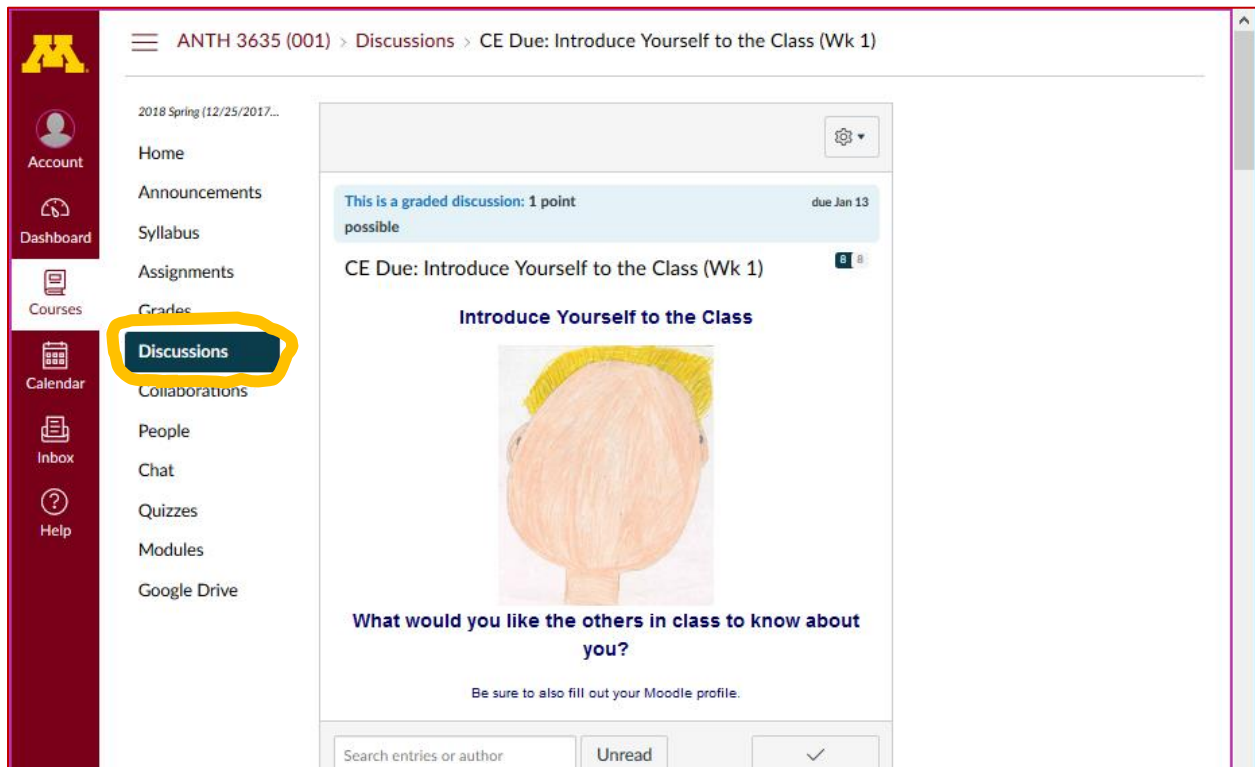 M
ANTH 3635 (001) > Discussions > CE Due: Introduce Yourself to the Class (Wk 1)
Account
Dashboard
Courses
Calendar
Inbox
Help
2018 Spring (12/25/2017...
Home
Announcements
Syllabus
Assignments
Grades
Discussions
Collaborations
People
Chat
Quizzes
Modules
Google Drive
This is a graded discussion: 1 point
possible
due Jan 13
CE Due: Introduce Yourself to the Class (Wk 1)
8 8
Introduce Yourself to the Class
What would you like the others in class to know about
you?
Be sure to also fill out your Moodle profile.
Search entries or author
Unread